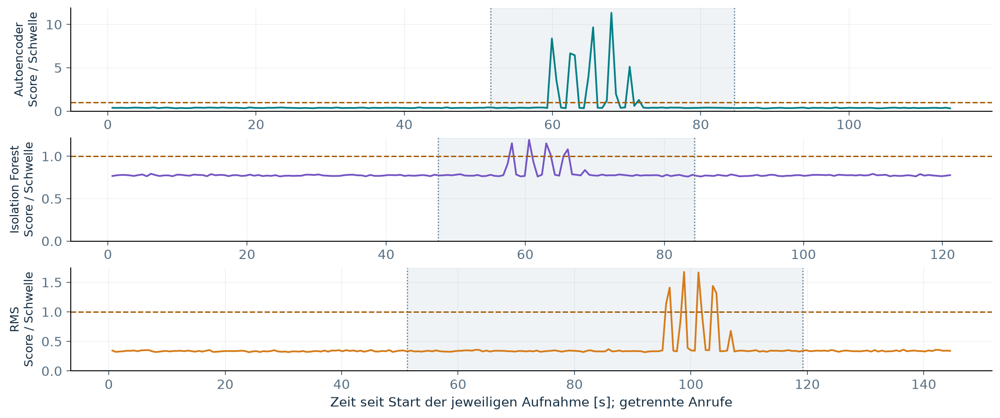 Autoencoder
Score / Schwelle
10
5
0
0 20 40 60 80 100
Isolation Forest
Score / Schwelle
1.0
0.5
0.0
0 20 40 60 80 100 120
RMS
Score / Schwelle
1.5
1.0
0.5
0.0
0 20 40 60 80 100 120 140
Zeit seit Start der jeweiligen Aufnahme [s]; getrennte Anrufe